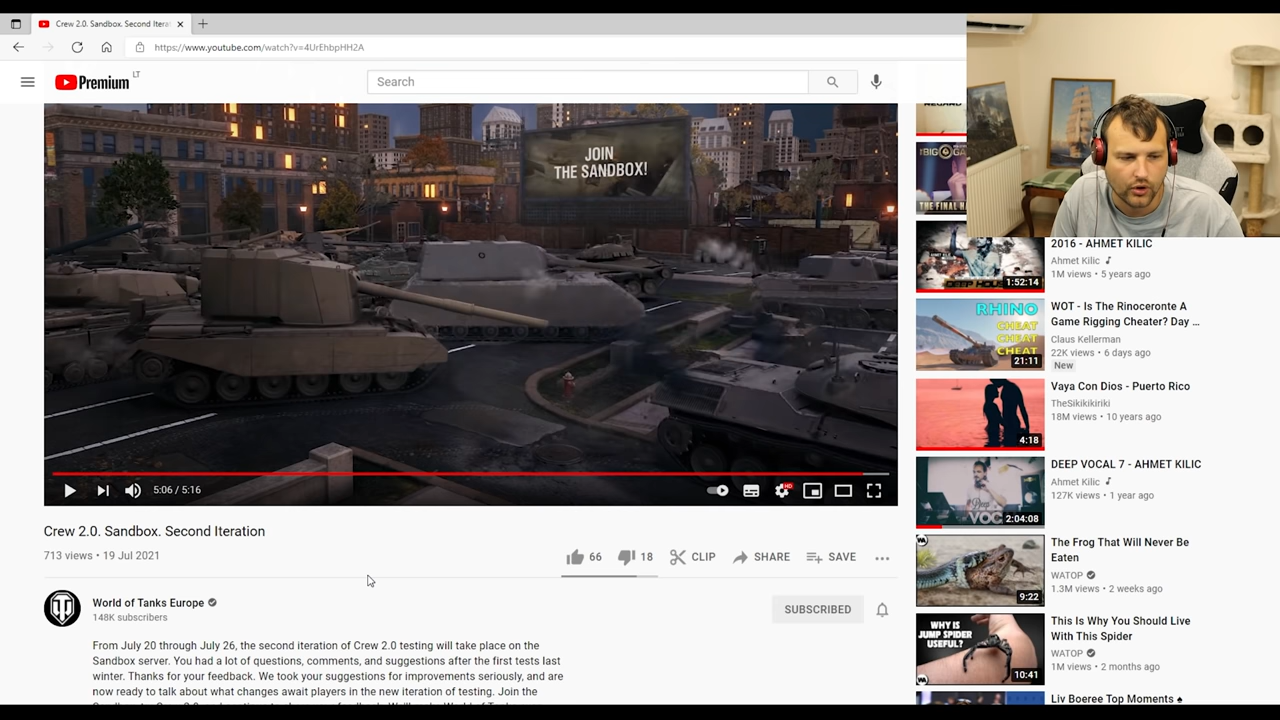 Crew 2.0. Sandbox. Second Itera
https://www.youtube.com/watch?v=4UrEhbpHH2A
Premium LT
Search
JOIN
THE SANDBOX!
5:06 / 5:16
HD
Crew 2.0. Sandbox. Second Iteration
713 views • 19 Jul 2021
66
18
CLIP
SHARE
SAVE
World of Tanks Europe
148K subscribers
SUBSCRIBED
From July 20 through July 26, the second iteration of Crew 2.0 testing will take place on the
Sandbox server. You had a lot of questions, comments, and suggestions after the first tests last
winter. Thanks for your feedback. We took your suggestions for improvements seriously, and are
now ready to talk about what changes await players in the new iteration of testing. Join the
THE FINAL
2016 - AHMET KILIC
Ahmet Kilic
1M views • 5 years ago
1:52:14
RHINO
CHEAT
CHEAT
CHEAT
21:11
WOT - Is The Rinoceronte A
Game Rigging Cheater? Day ...
Claus Kellerman
22K views • 6 days ago
New
4:18
Vaya Con Dios - Puerto Rico
TheSikikikiriki
18M views • 10 years ago
DEEP VOCAL 7 - AHMET KILIC
Ahmet Kilic
127K views • 1 year ago
2:04:08
The Frog That Will Never Be
Eaten
WATOP
1.3M views • 2 weeks ago
9:22
WHY IS
JUMP SPIDER
USEFUL?
10:41
This Is Why You Should Live
With This Spider
WATOP
1M views • 2 months ago
Liv Boeree Top Moments ♠